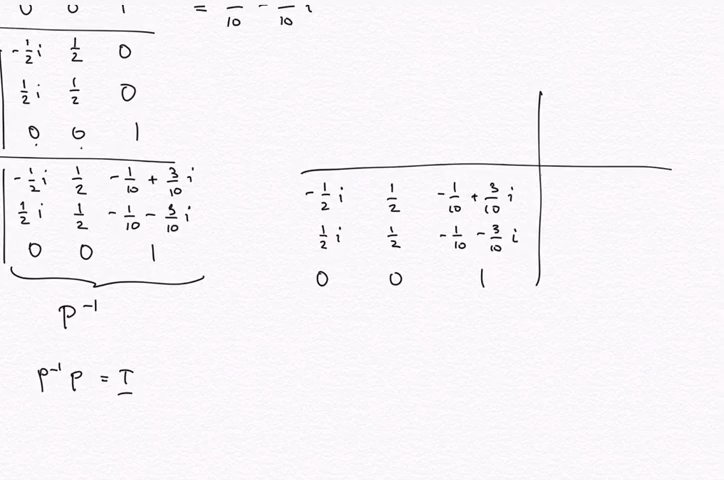 0 0 1 = /10 - /10 i
-1/2 i 1/2 0
1/2 i 1/2 0
0 0 1
-1/2 i 1/2 -1/10 + 3/10 i
1/2 i 1/2 -1/10 - 3/10 i
0 0 1
P⁻¹
P⁻¹ P = I
-1/2 i 1/2 -1/10 + 3/10 i
1/2 i 1/2 -1/10 - 3/10 i
0 0 1